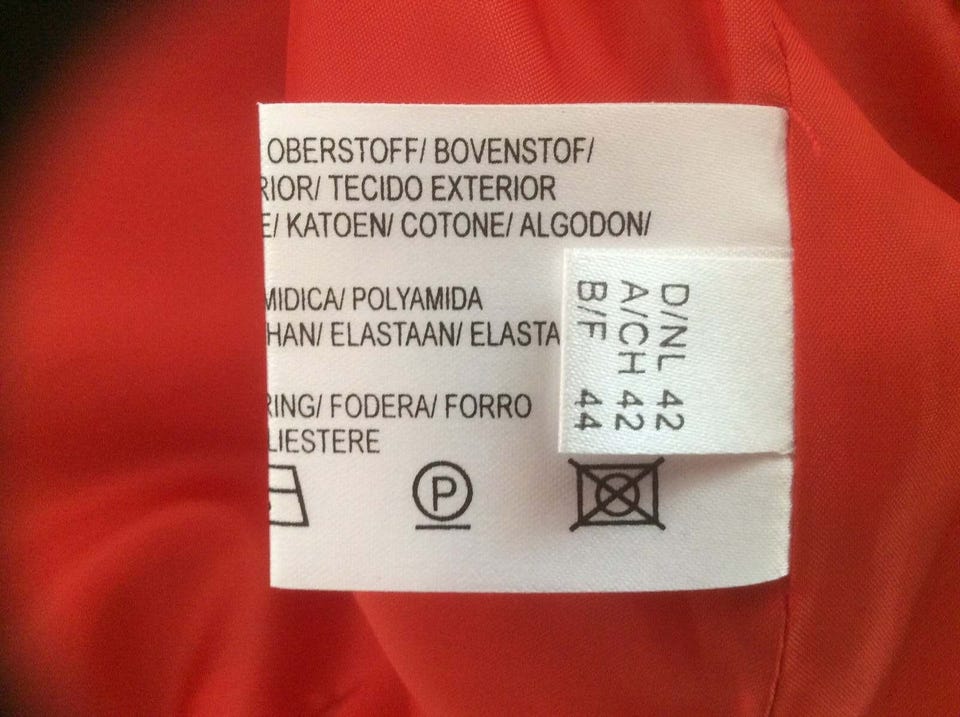 OBERSTOFF/ BOVENSTOF/
RIOR/ TECIDO EXTERIOR
E/ KATOEN/ COTONE/ ALGODON/
MIDICA/ POLYAMIDA
HAN/ ELASTAAN/ ELASTA
RING/ FODERA/ FORRO
LIESTERE
P
D/NL 42
A/CH 42
B/F 44